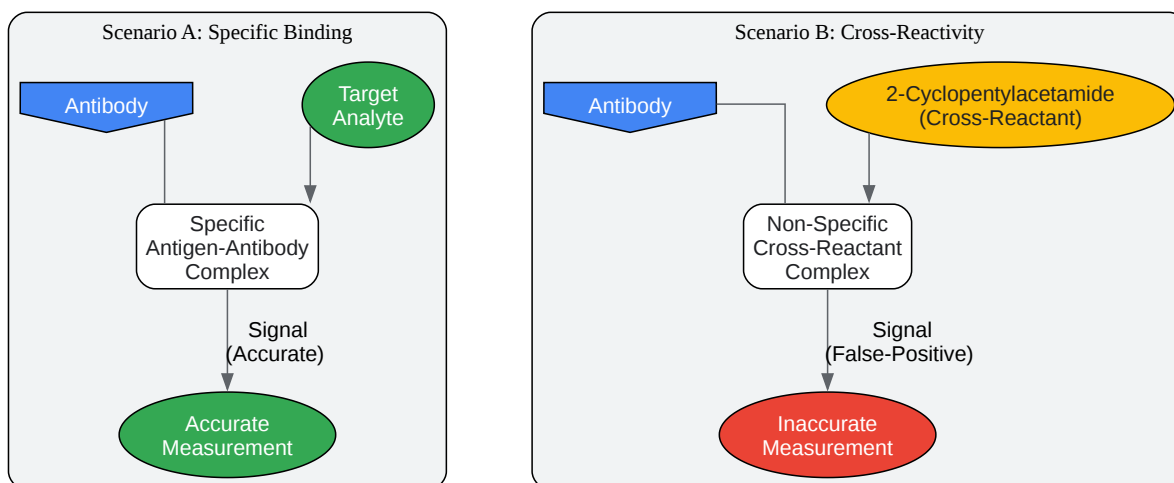 Scenario A: Specific Binding
Antibody
Target
Analyte
Specific
Antigen-Antibody
Complex
Signal
(Accurate)
Accurate
Measurement
Scenario B: Cross-Reactivity
Antibody
2-Cyclopentylacetamide
(Cross-Reactant)
Non-Specific
Cross-Reactant
Complex
Signal
(False-Positive)
Inaccurate
Measurement